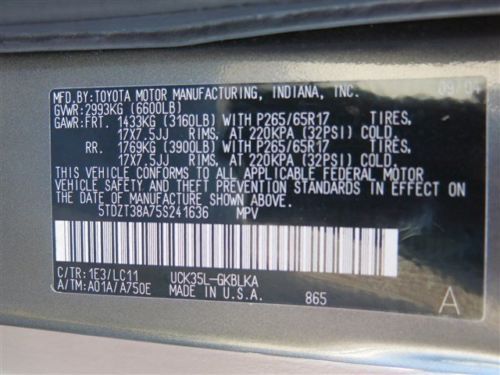 MFD.BY:TOYOTA MOTOR MANUFACTURING, INDIANA, INC. 09/04
GVWR:2993KG (6600LB)
GAWR:FRT. 1433KG (3160LB) WITH P265/65R17 TIRES,
17X7.5JJ RIMS, AT 220KPA (32PSI) COLD.
RR. 1769KG (3900LB) WITH P265/65R17 TIRES,
17X7.5JJ RIMS, AT 220KPA (32PSI) COLD.
THIS VEHICLE CONFORMS TO ALL APPLICABLE FEDERAL MOTOR
VEHICLE SAFETY AND THEFT PREVENTION STANDARDS IN EFFECT
ON THE DATE OF MANUFACTURE SHOWN ABOVE.
5TDZT38A75S241636 MPV
C/TR:1E3/LC11 UCK35L-GKBLKA
A/TM:A01A/A750E MADE IN U.S.A. 865 A